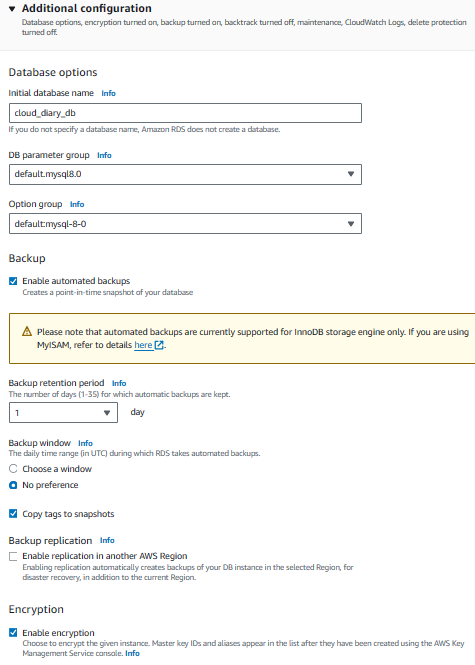 Additional configuration
Database options, encryption turned on, backup turned on, backtrack turned off, maintenance, CloudWatch Logs, delete protection
turned off.
Database options
Initial database name Info
cloud_diary_db
If you do not specify a database name, Amazon RDS does not create a database.
DB parameter group Info
default.mysql8.0
Option group Info
default:mysql-8-0
Backup
Enable automated backups
Creates a point-in-time snapshot of your database
Please note that automated backups are currently supported for InnoDB storage engine only. If you are using
MyISAM, refer to details here.
Backup retention period Info
The number of days (1-35) for which automatic backups are kept.
1 day
Backup window Info
The daily time range (in UTC) during which RDS takes automated backups.
Choose a window
No preference
Copy tags to snapshots
Backup replication Info
Enable replication in another AWS Region
Enabling replication automatically creates backups of your DB instance in the selected Region, for
disaster recovery, in addition to the current Region.
Encryption
Enable encryption
Choose to encrypt the given instance. Master key IDs and aliases appear in the list after they have been created using the AWS Key
Management Service console. Info